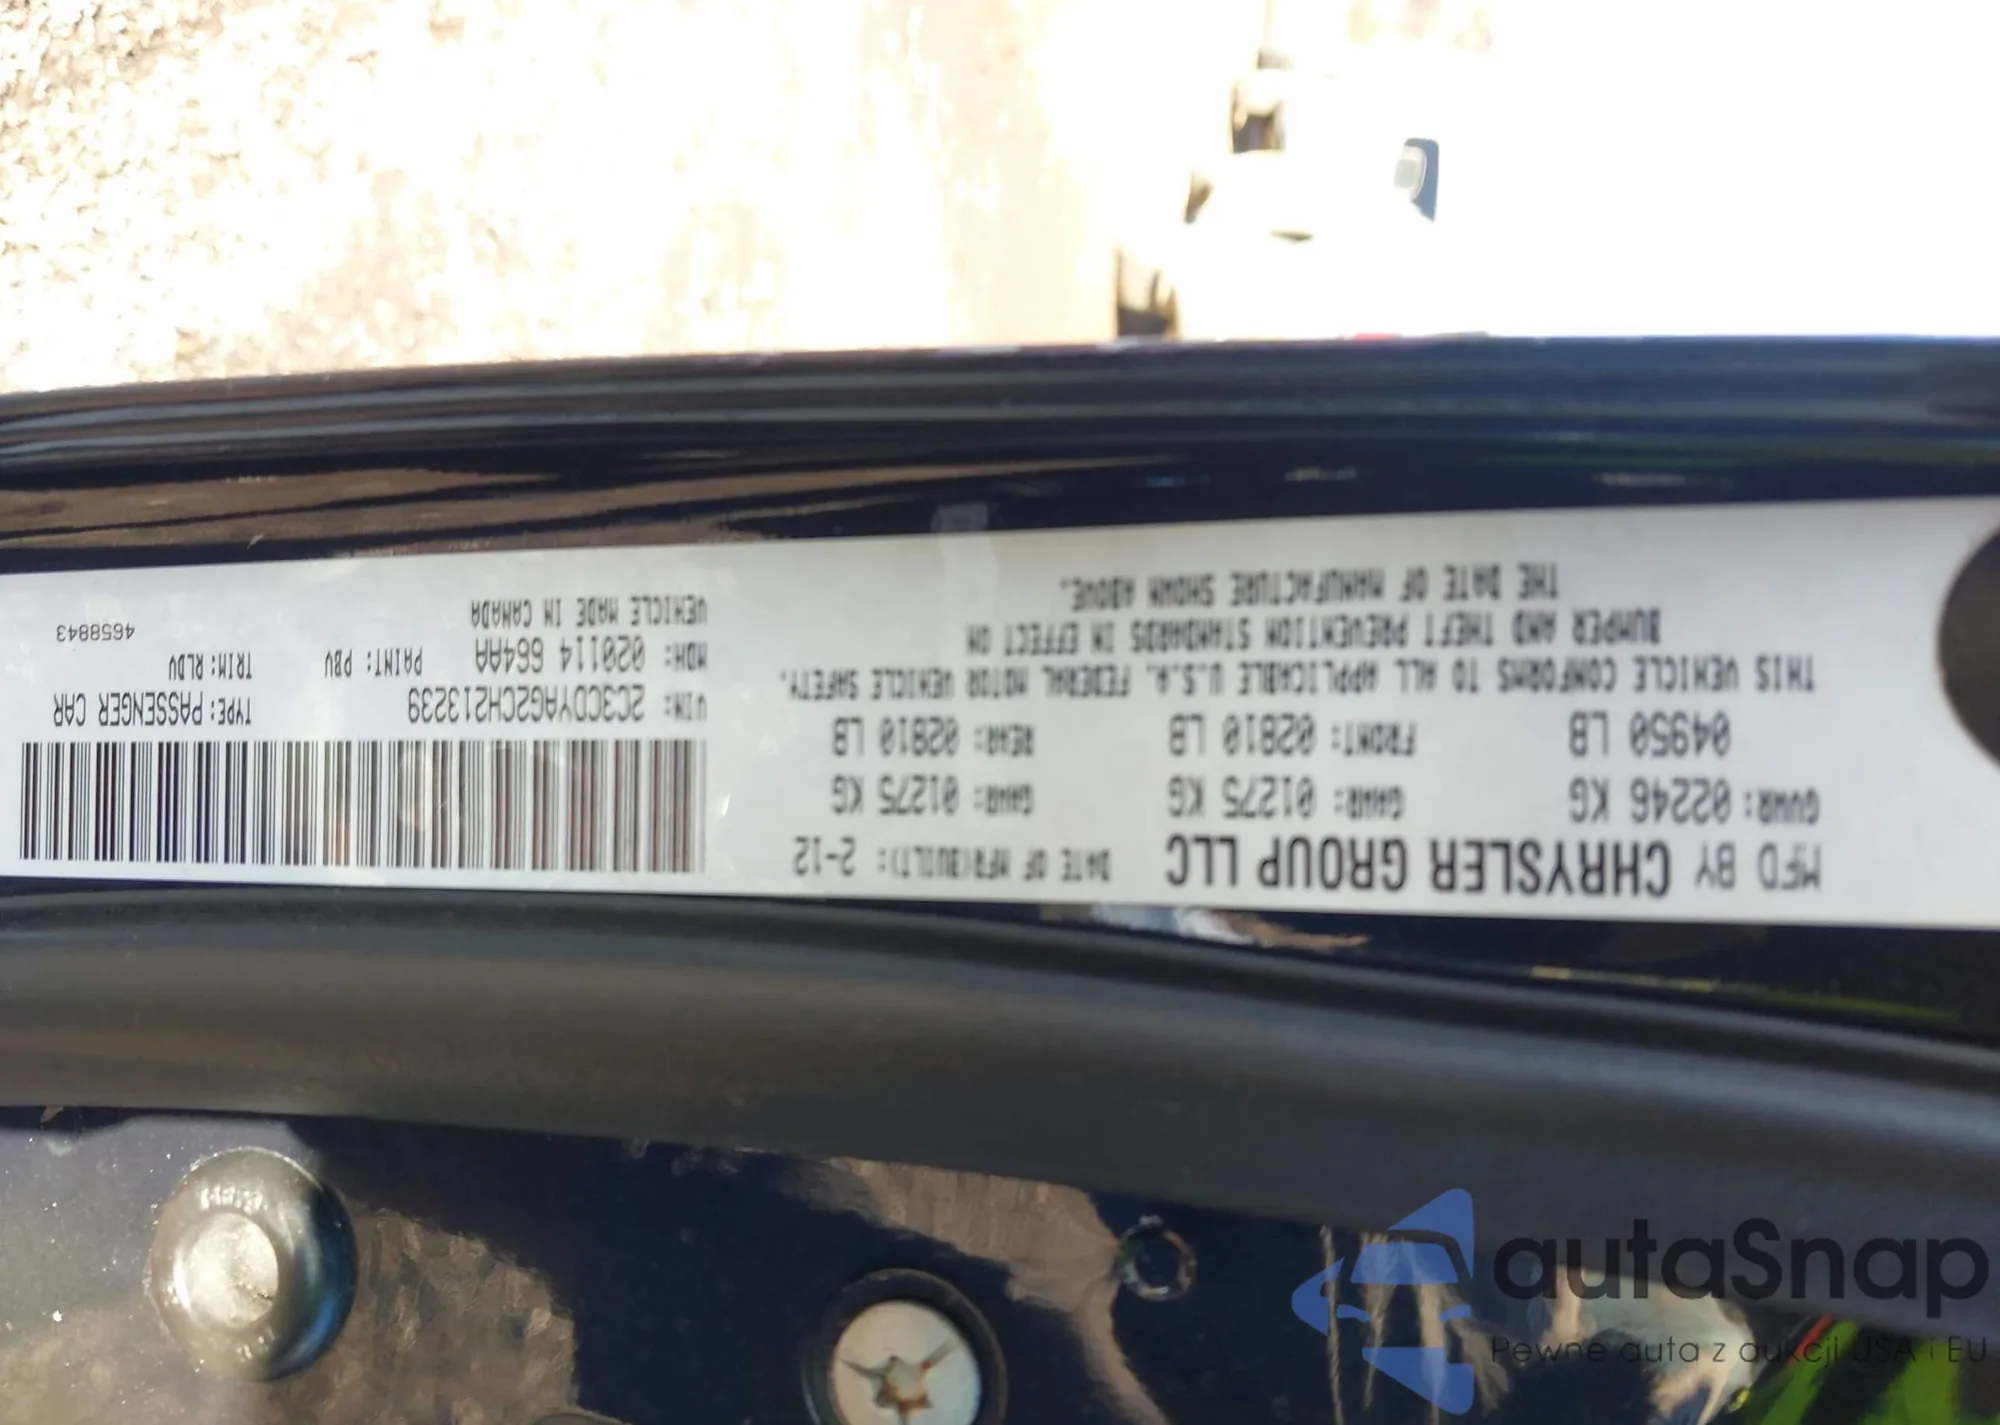 MFD BY CHRYSLER GROUP LLC DATE OF MFR(BUILT): 2-12
GVWR: 02246 KG GAWR: 01275 KG GAWR: 01275 KG
04950 LB FRONT: 02810 LB REAR: 02810 LB
THIS VEHICLE CONFORMS TO ALL APPLICABLE U.S.A. FEDERAL MOTOR VEHICLE SAFETY,
BUMPER AND THEFT PREVENTION STANDARDS IN EFFECT ON
THE DATE OF MANUFACTURE SHOWN ABOVE.
VIN: 2C3CDYAG2CH213239 TYPE: PASSENGER CAR
MDH: 020114 664AA PAINT: PBV TRIM: RLDV
VEHICLE MADE IN CANADA 4658843
autaSnap
Pewne auta z aukcji USA i EU